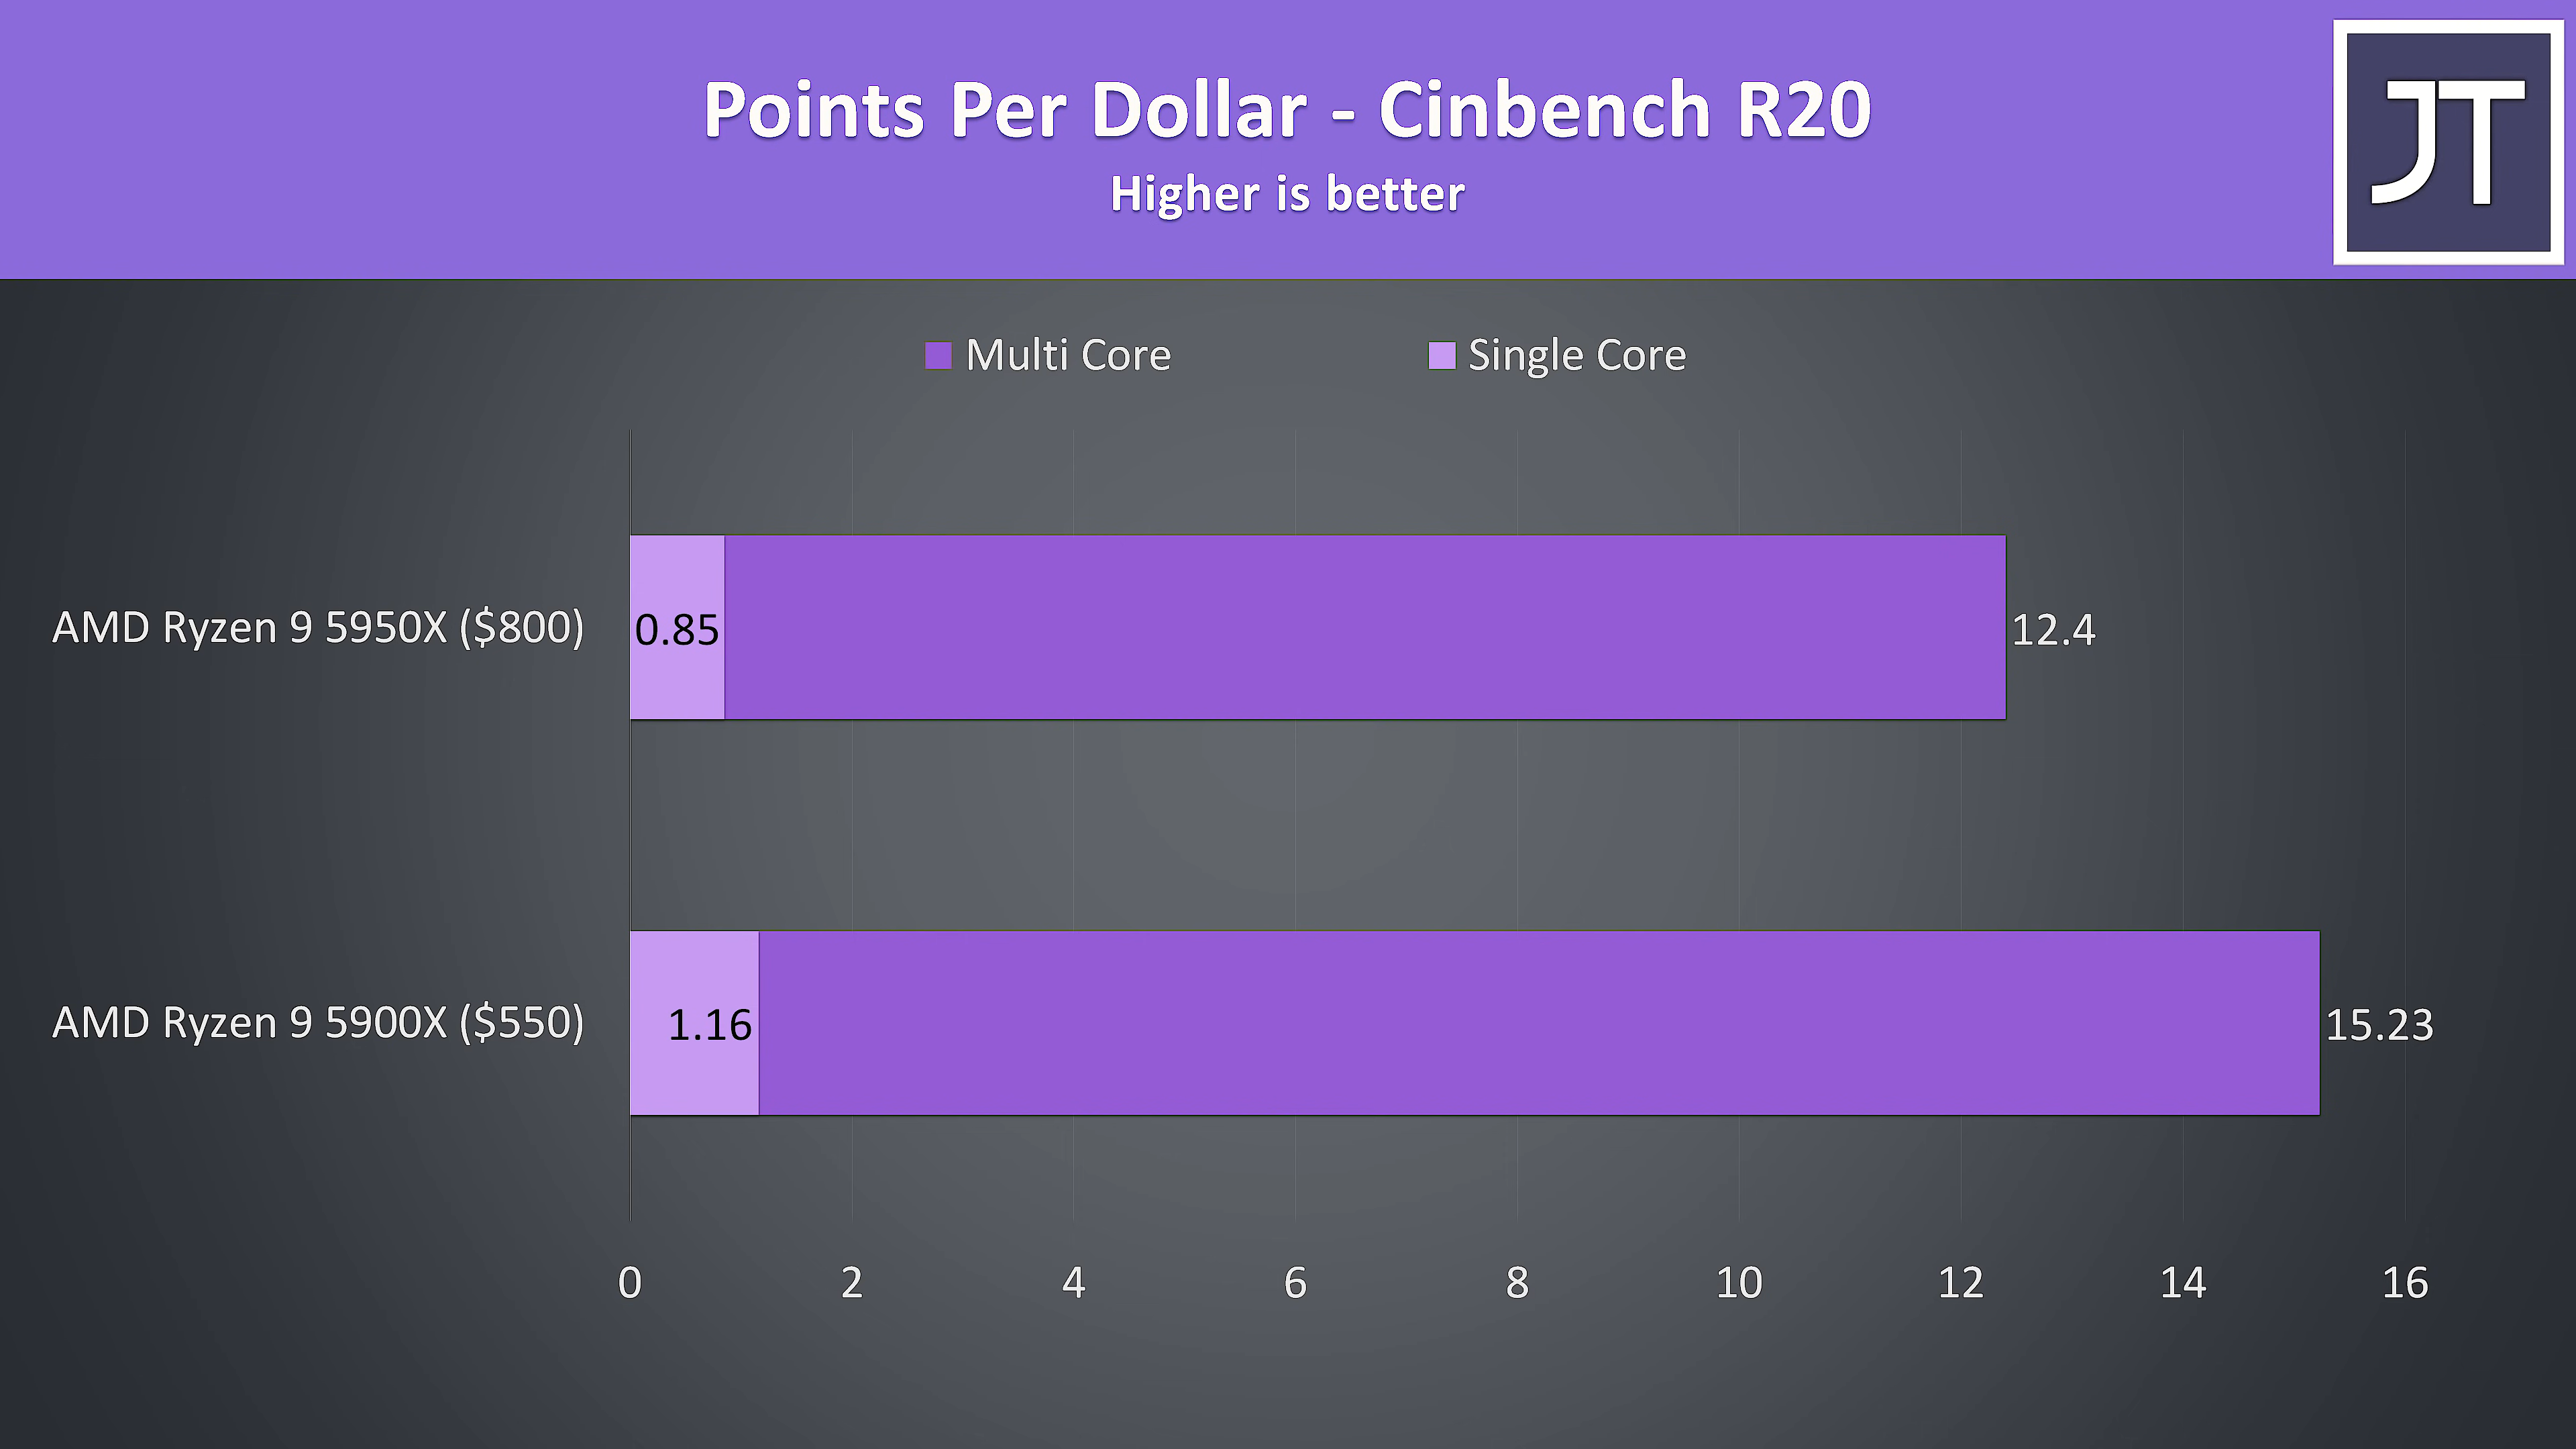 Points Per Dollar - Cinbench R20
Higher is better
JT
Multi Core
Single Core
AMD Ryzen 9 5950X ($800)
0.85
12.4
AMD Ryzen 9 5900X ($550)
1.16
15.23
0 2 4 6 8 10 12 14 16